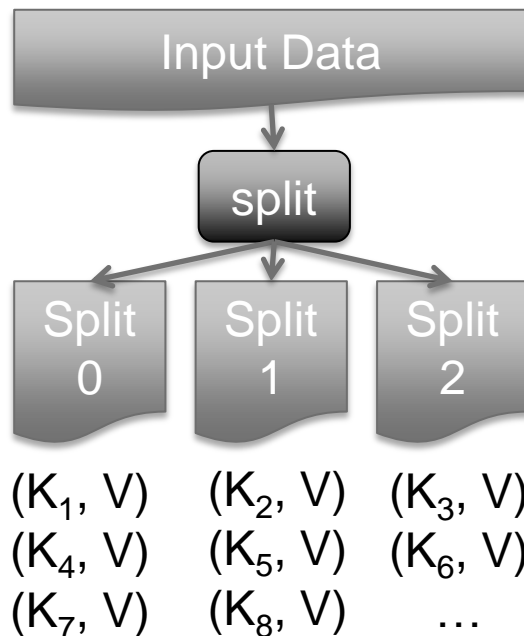 Input Data
split
Split
0
Split
1
Split
2
(K₁, V) (K₂, V) (K₃, V)
(K₄, V) (K₅, V) (K₆, V)
(K₇, V) (K₈, V) …